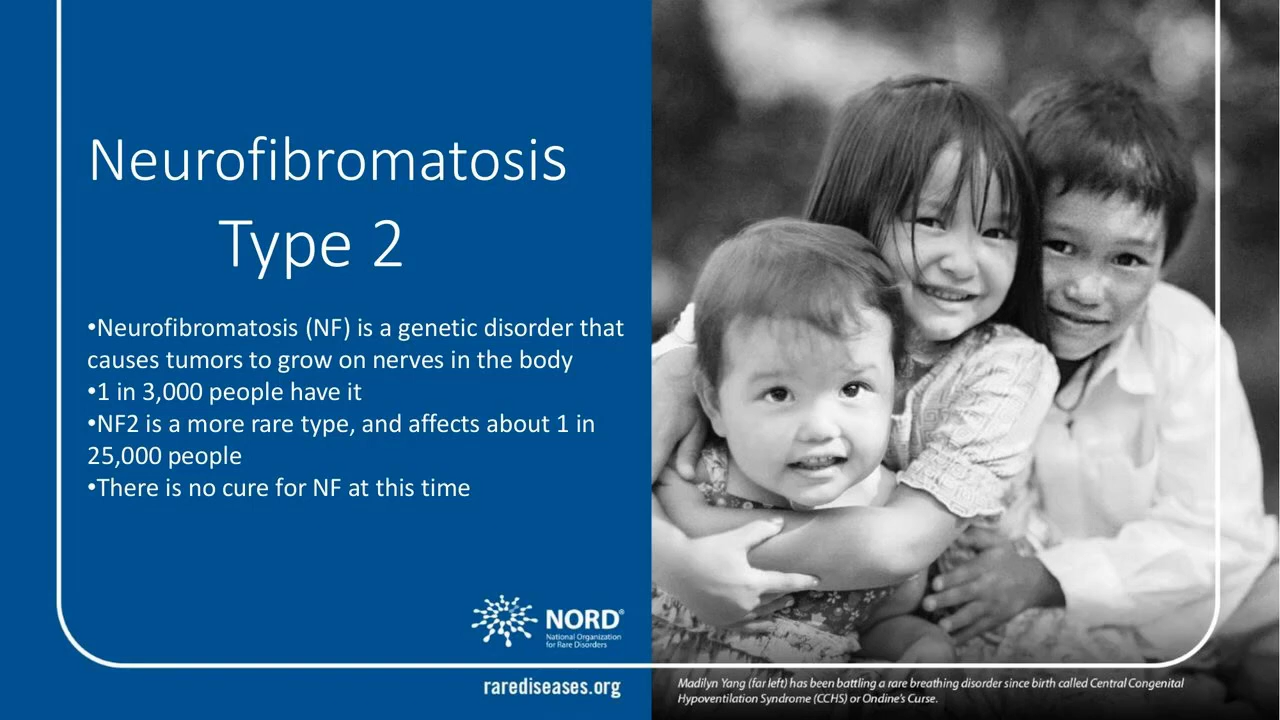 Neurofibromatosis
Type 2
•Neurofibromatosis (NF) is a genetic disorder that
causes tumors to grow on nerves in the body
•1 in 3,000 people have it
•NF2 is a more rare type, and affects about 1 in
25,000 people
•There is no cure for NF at this time
NORD®
National Organization
for Rare Disorders
rarediseases.org
Madilyn Yang (far left) has been battling a rare breathing disorder since birth called Central Congenital
Hypoventilation Syndrome (CCHS) or Ondine's Curse.